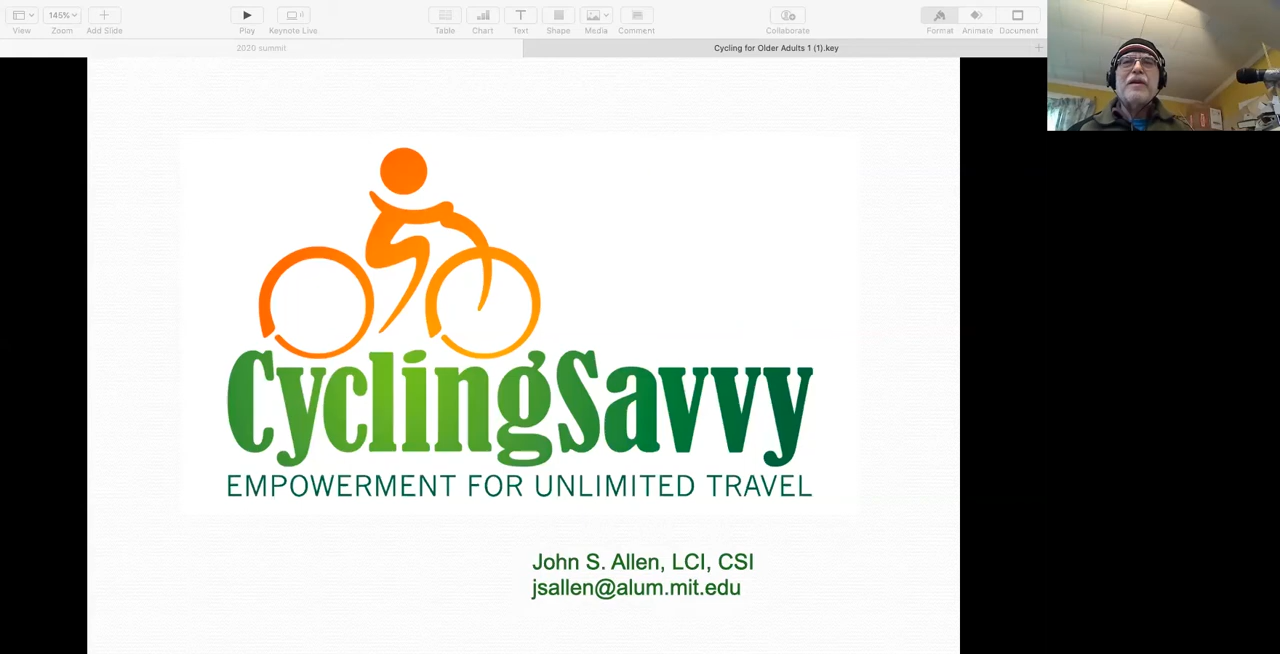 145%
View
Zoom
Add Slide
Play
Keynote Live
Table
Chart
Text
Shape
Media
Comment
Collaborate
Format
Animate
Document
2020 summit
Cycling for Older Adults 1 (1).key
CyclingSavvy
EMPOWERMENT FOR UNLIMITED TRAVEL
John S. Allen, LCI, CSI
jsallen@alum.mit.edu